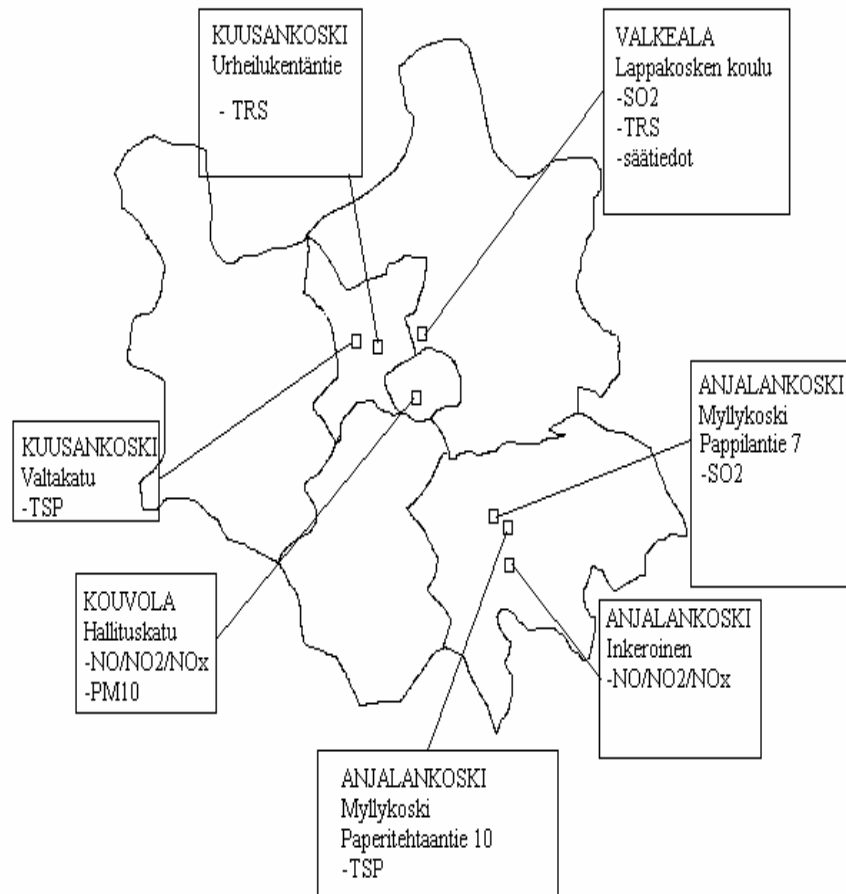 KUUSANKOSKI
Urheilukentäntie
- TRS
VALKEALA
Lappakosken koulu
-SO2
-TRS
-säätiedot
ANJALANKOSKI
Myllykoski
Pappilantie 7
-SO2
KUUSANKOSKI
Valtakatu
-TSP
KOUVOLA
Hallituskatu
-NO/NO2/NOx
-PM10
ANJALANKOSKI
Inkeroinen
-NO/NO2/NOx
ANJALANKOSKI
Myllykoski
Paperitehtaantie 10
-TSP